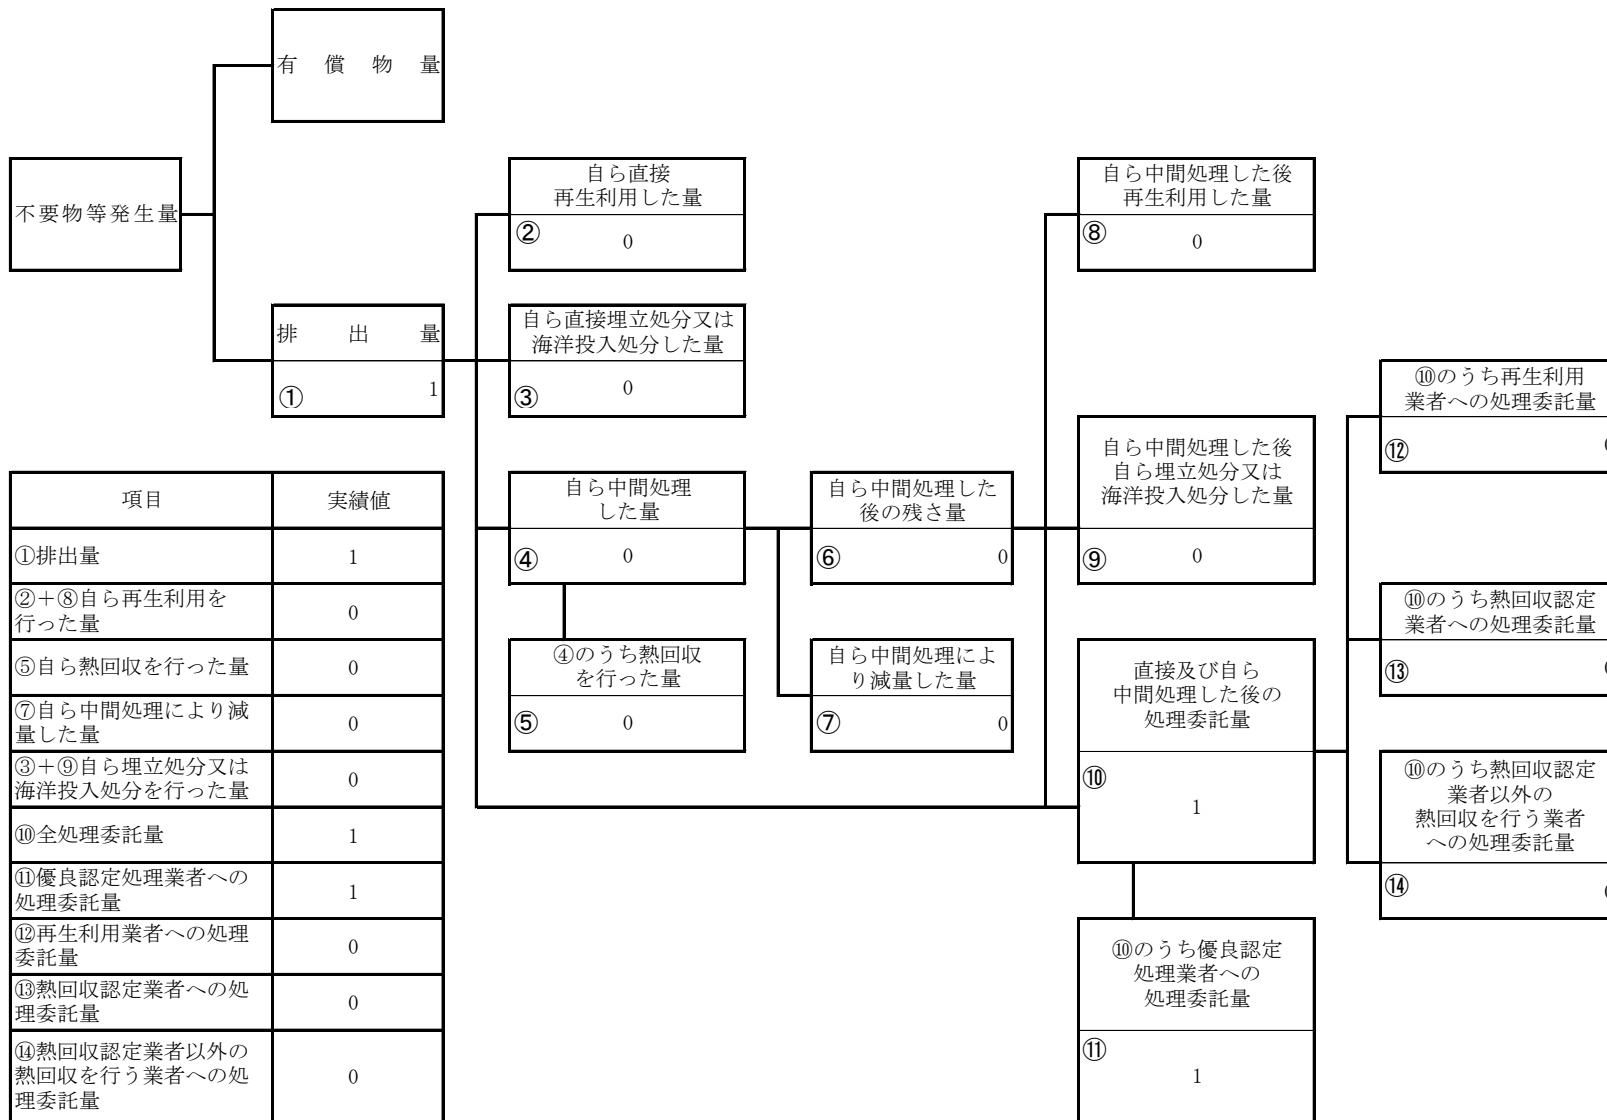 有償物量
不要物等発生量
排出量
① 1
自ら直接
再生利用した量
② 0
自ら直接埋立処分又は
海洋投入処分した量
③ 0
自ら中間処理
した量
④ 0
④のうち熱回収
を行った量
⑤ 0
自ら中間処理した
後の残さ量
⑥ 0
自ら中間処理によ
り減量した量
⑦ 0
自ら中間処理した後
再生利用した量
⑧ 0
自ら中間処理した後
自ら埋立処分又は
海洋投入処分した量
⑨ 0
直接及び自ら
中間処理した後の
処理委託量
⑩
1
⑩のうち優良認定
処理業者への
処理委託量
⑪
1
⑩のうち再生利用
業者への処理委託量
⑫
⑩のうち熱回収認定
業者への処理委託量
⑬
⑩のうち熱回収認定
業者以外の
熱回収を行う業者
への処理委託量
⑭
項目 実績値
①排出量 1
②＋⑧自ら再生利用を
行った量 0
⑤自ら熱回収を行った量 0
⑦自ら中間処理により減
量した量 0
③＋⑨自ら埋立処分又は
海洋投入処分を行った量 0
⑩全処理委託量 1
⑪優良認定処理業者への
処理委託量 1
⑫再生利用業者への処理
委託量 0
⑬熱回収認定業者への処
理委託量 0
⑭熱回収認定業者以外の
熱回収を行う業者への処
理委託量 0